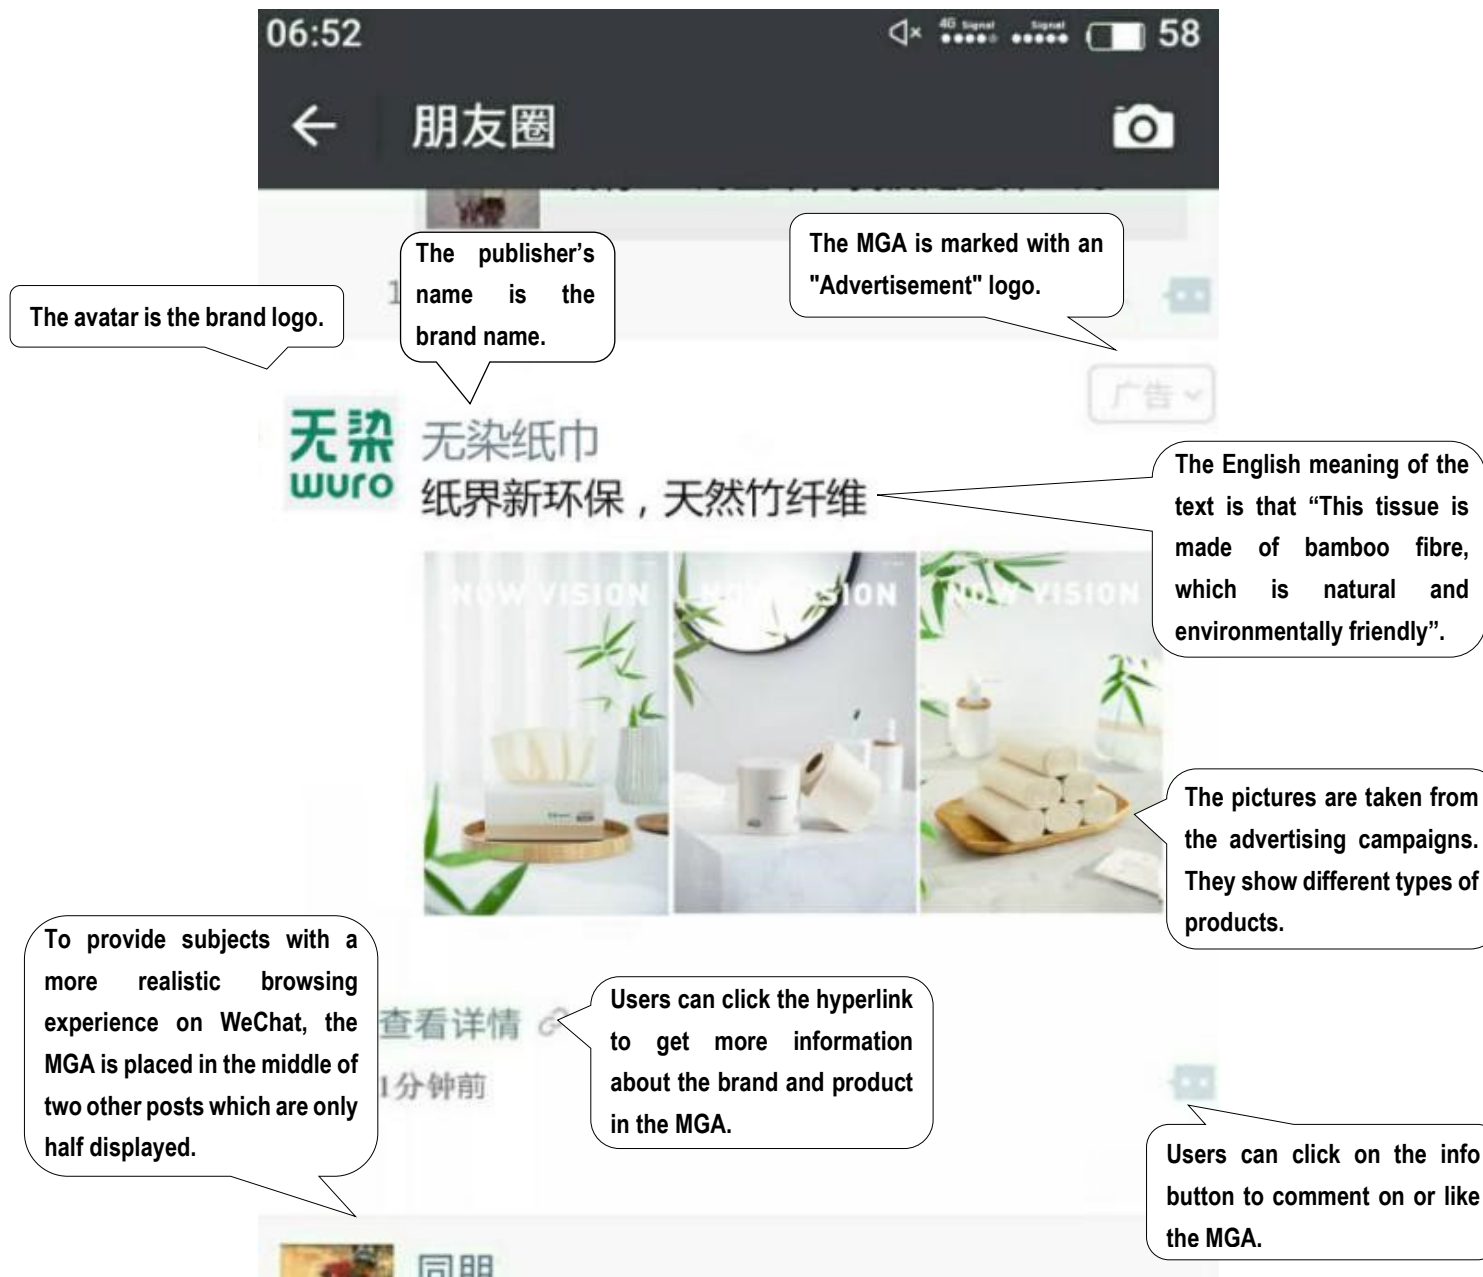 06:52
4G Signal
Signal
58
朋友圈
The MGA is marked with an
"Advertisement" logo.
The publisher’s
name is the
brand name.
The avatar is the brand logo.
广告
无染
wuro
无染纸巾
纸界新环保，天然竹纤维
The English meaning of the
text is that “This tissue is
made of bamboo fibre,
which is natural and
environmentally friendly”.
NOW VISION
NOW VISION
NOW VISION
The pictures are taken from
the advertising campaigns.
They show different types of
products.
To provide subjects with a
more realistic browsing
experience on WeChat, the
MGA is placed in the middle of
two other posts which are only
half displayed.
查看详情
Users can click the hyperlink
to get more information
about the brand and product
in the MGA.
1分钟前
Users can click on the info
button to comment on or like
the MGA.